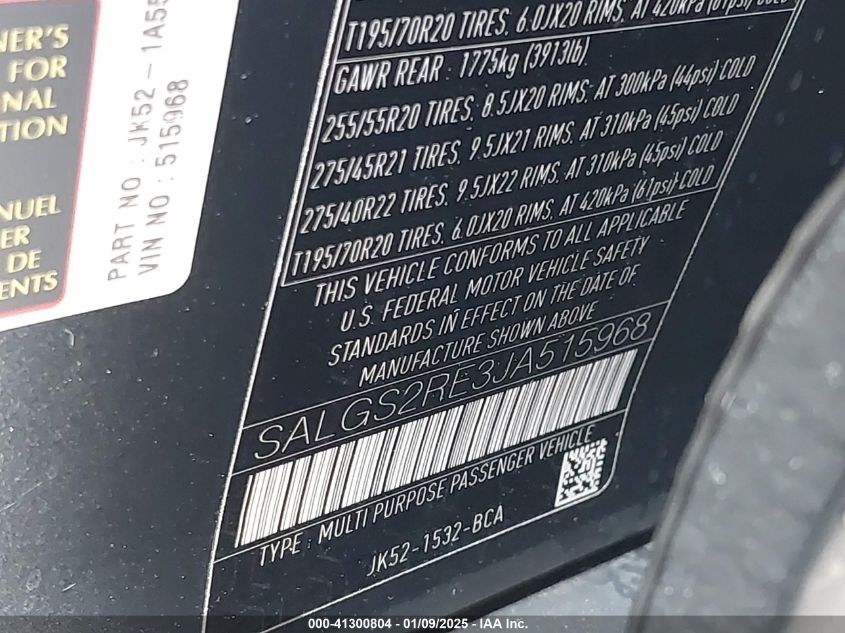 NER'S
FOR
NAL
TION
NUEL
ER
DE
ENTS
PART NO : JK52 - 1A55
VIN NO : 515968
T195/70R20 TIRES, 6.0JX20 RIMS, AT 420kPa (61psi) COLD
GAWR REAR : 1775kg (3913lb)
255/55R20 TIRES, 8.5JX20 RIMS, AT 300kPa (44psi) COLD
275/45R21 TIRES, 9.5JX21 RIMS, AT 310kPa (45psi) COLD
275/40R22 TIRES, 9.5JX22 RIMS, AT 310kPa (45psi) COLD
T195/70R20 TIRES, 6.0JX20 RIMS, AT 420kPa (61psi) COLD
THIS VEHICLE CONFORMS TO ALL APPLICABLE
U.S. FEDERAL MOTOR VEHICLE SAFETY
STANDARDS IN EFFECT ON THE DATE OF
MANUFACTURE SHOWN ABOVE
SALGS2RE3JA515968
TYPE : MULTI PURPOSE PASSENGER VEHICLE
JK52-1532-BCA
000-41300804 - 01/09/2025 - IAA Inc.